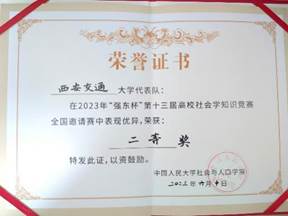 荣誉证书
西安交通大学代表队：
在2023年“强东杯”第十三届高校社会学知识竞赛
全国邀请赛中表现优异，荣获：
二等奖
特发此证，以资鼓励。
中国人民大学社会与人口学院